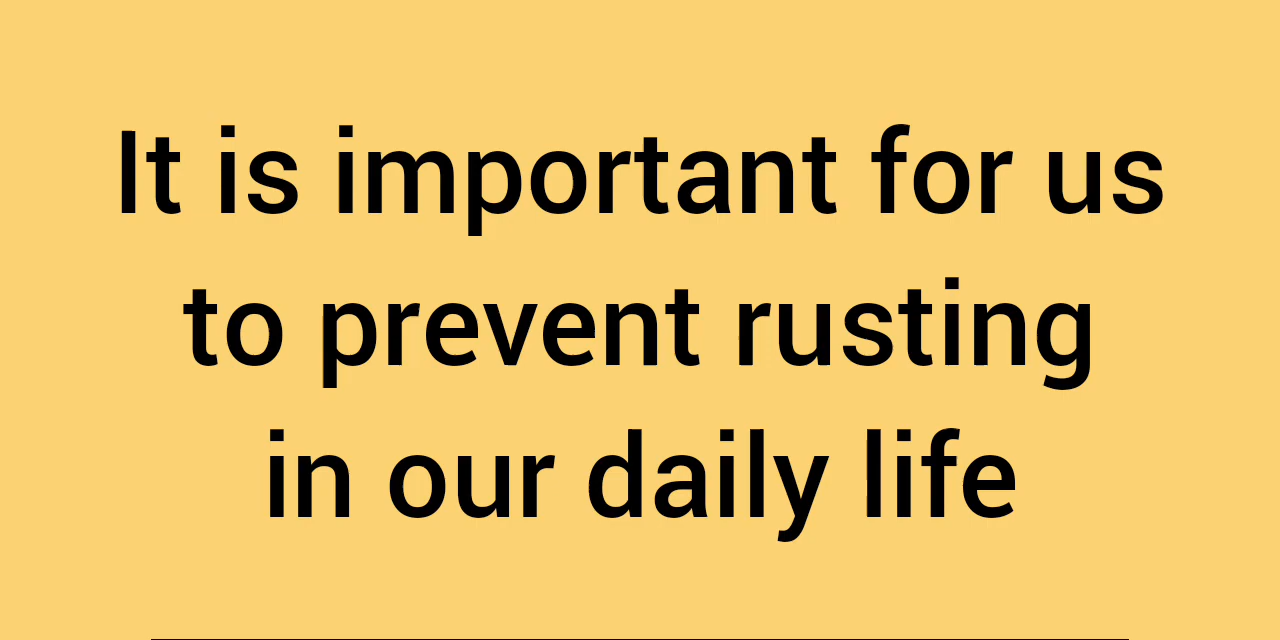 It is important for us
to prevent rusting
in our daily life